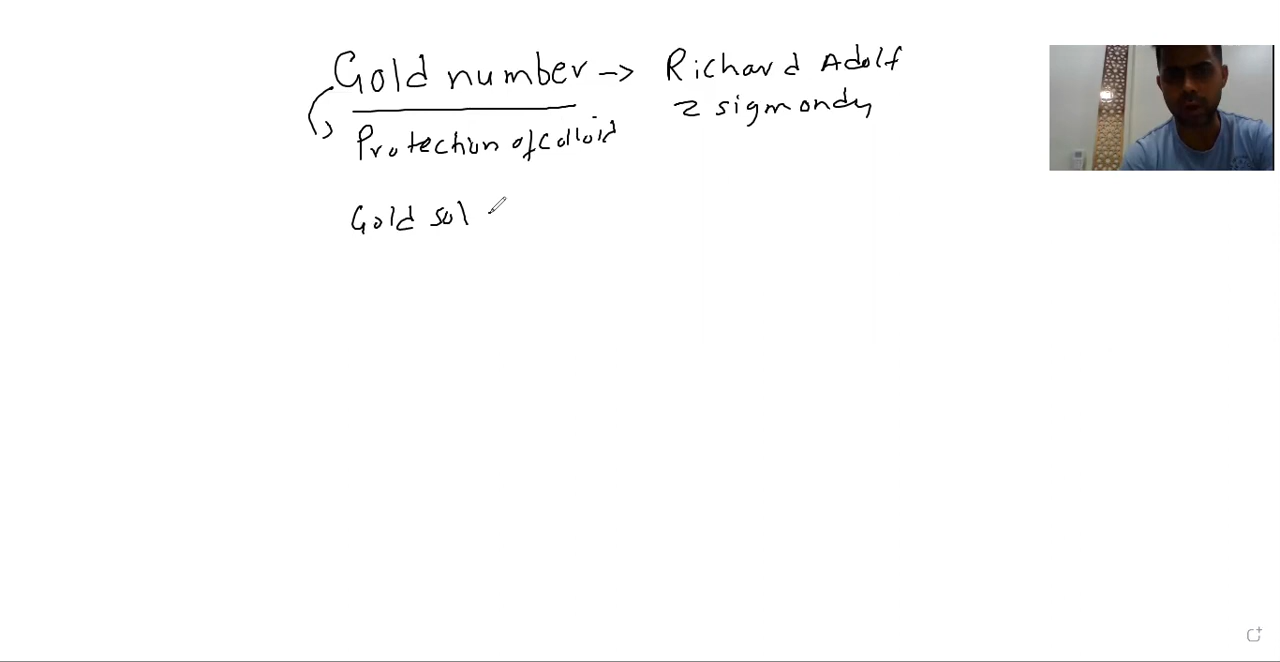 Gold number -> Richard Adolf
Zsigmondy
Protection of colloid
Gold sol